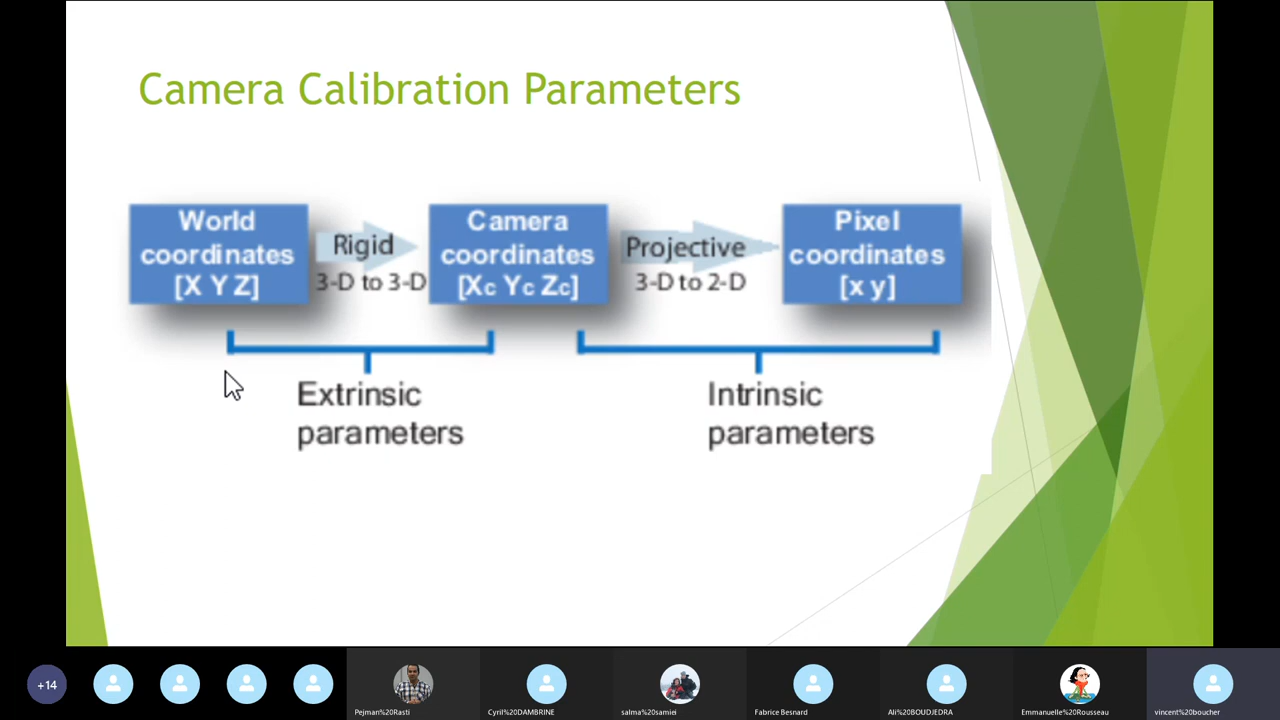 Camera Calibration Parameters
World
coordinates
[X Y Z]
Rigid
3-D to 3-D
Camera
coordinates
[Xc Yc Zc]
Projective
3-D to 2-D
Pixel
coordinates
[x y]
Extrinsic
parameters
Intrinsic
parameters
+14
Pejman%20Rasti
Cyril%20DAMBRINE
salma%20samiei
Fabrice Besnard
Ali%20BOUDJEDRA
Emmanuelle%20Rousseau
vincent%20boucher